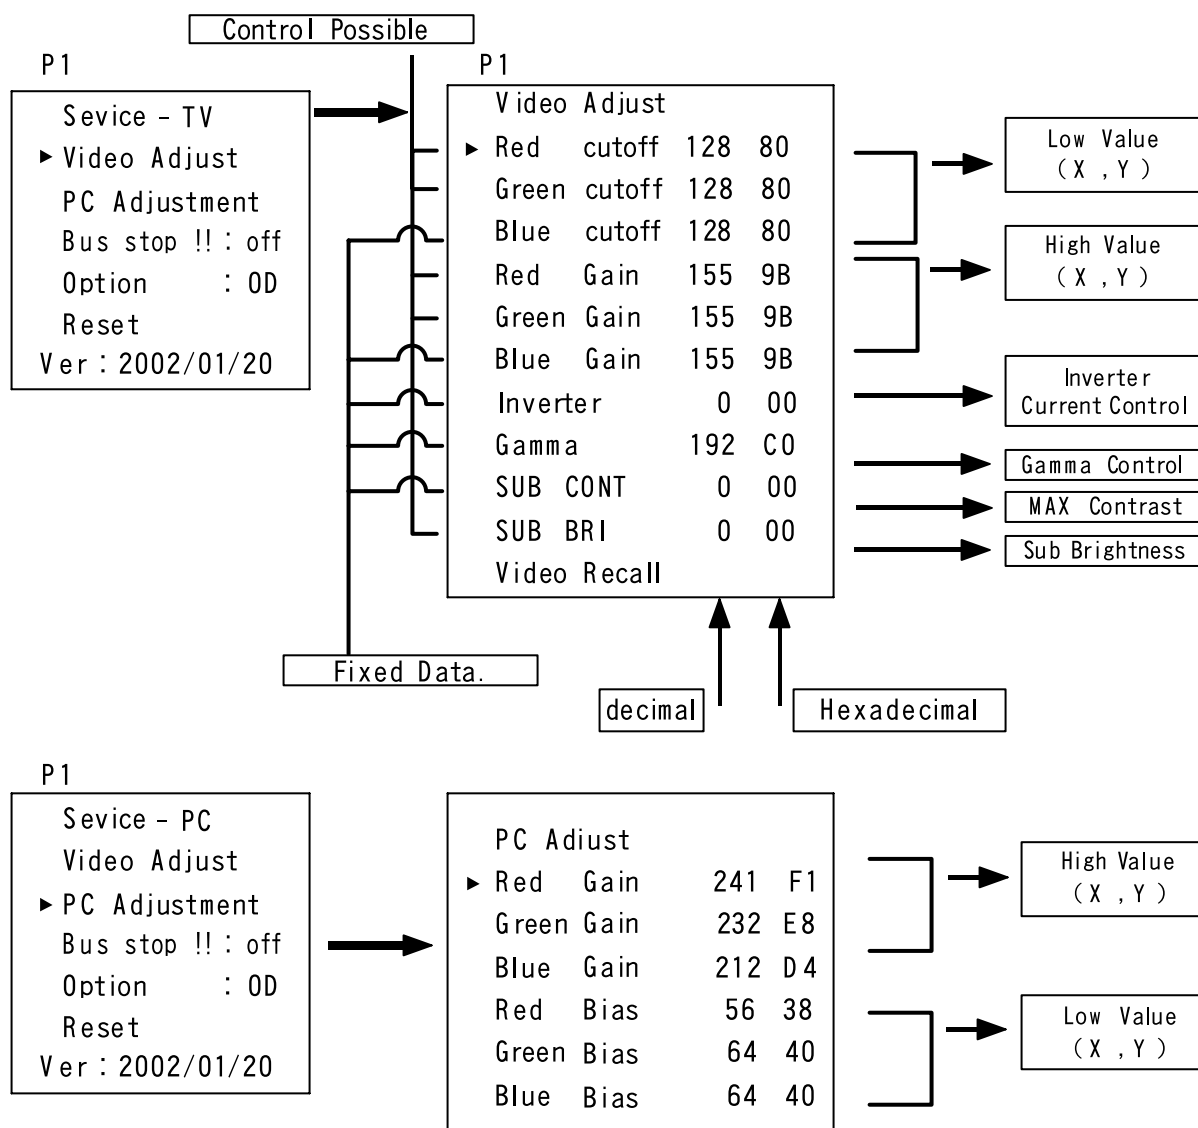 Control Possible
P1
Sevice - TV
▶ Video Adjust
PC Adjustment
Bus stop !! : off
Option : 0D
Reset
Ver : 2002/01/20
P1
Video Adjust
▶ Red cutoff 128 80
Green cutoff 128 80
Blue cutoff 128 80
Red Gain 155 9B
Green Gain 155 9B
Blue Gain 155 9B
Inverter 0 00
Gamma 192 C0
SUB CONT 0 00
SUB BRI 0 00
Video Recall
Low Value
( X , Y )
High Value
( X , Y )
Inverter
Current Control
Gamma Control
MAX Contrast
Sub Brightness
Fixed Data.
decimal
Hexadecimal
P1
Sevice - PC
Video Adjust
▶ PC Adjustment
Bus stop !! : off
Option : 0D
Reset
Ver : 2002/01/20
PC Adiust
▶ Red Gain 241 F1
Green Gain 232 E8
Blue Gain 212 D4
Red Bias 56 38
Green Bias 64 40
Blue Bias 64 40
High Value
( X , Y )
Low Value
( X , Y )